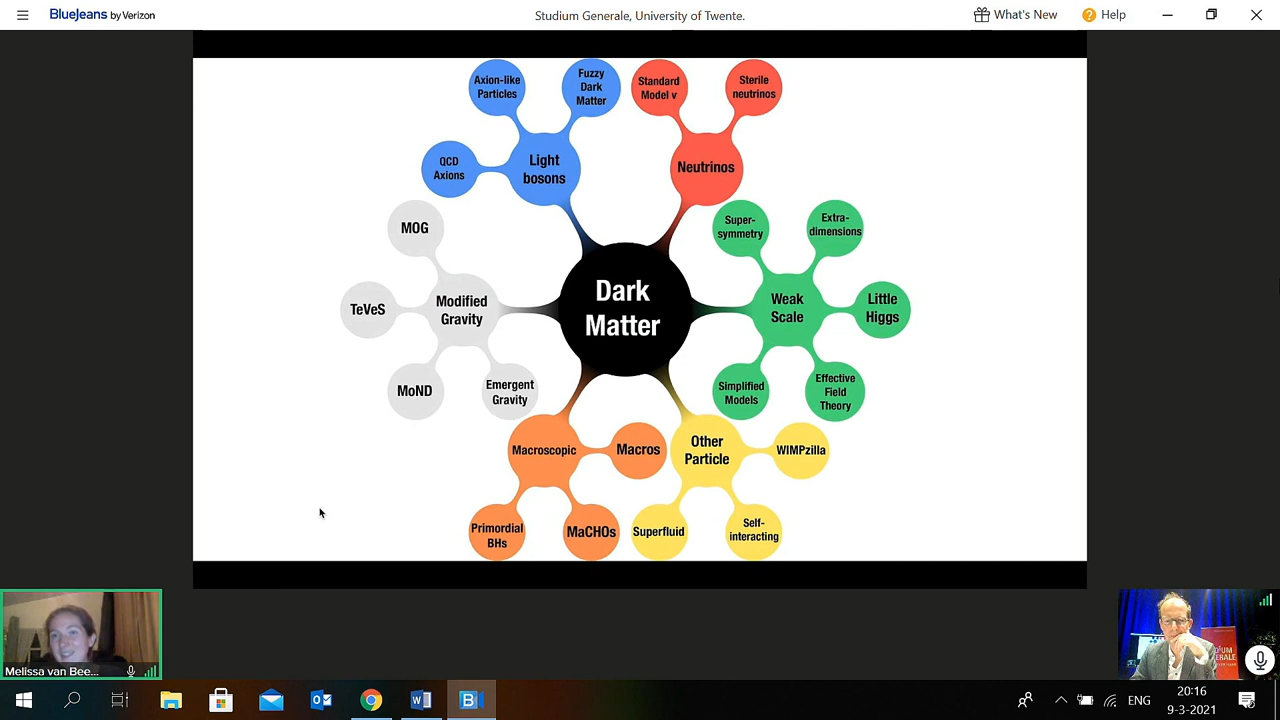 BlueJeans by Verizon
Studium Generale, University of Twente.
What's New
Help
Axion-like
Particles
Fuzzy
Dark
Matter
Standard
Model ν
Sterile
neutrinos
QCD
Axions
Light
bosons
Neutrinos
MOG
Super-
symmetry
Extra-
dimensions
TeVeS
Modified
Gravity
Dark
Matter
Weak
Scale
Little
Higgs
MoND
Emergent
Gravity
Simplified
Models
Effective
Field
Theory
Macroscopic
Macros
Other
Particle
WIMPzilla
Primordial
BHs
MaCHOs
Superfluid
Self-
interacting
Melissa van Bee...
ENG
20:16
9-3-2021